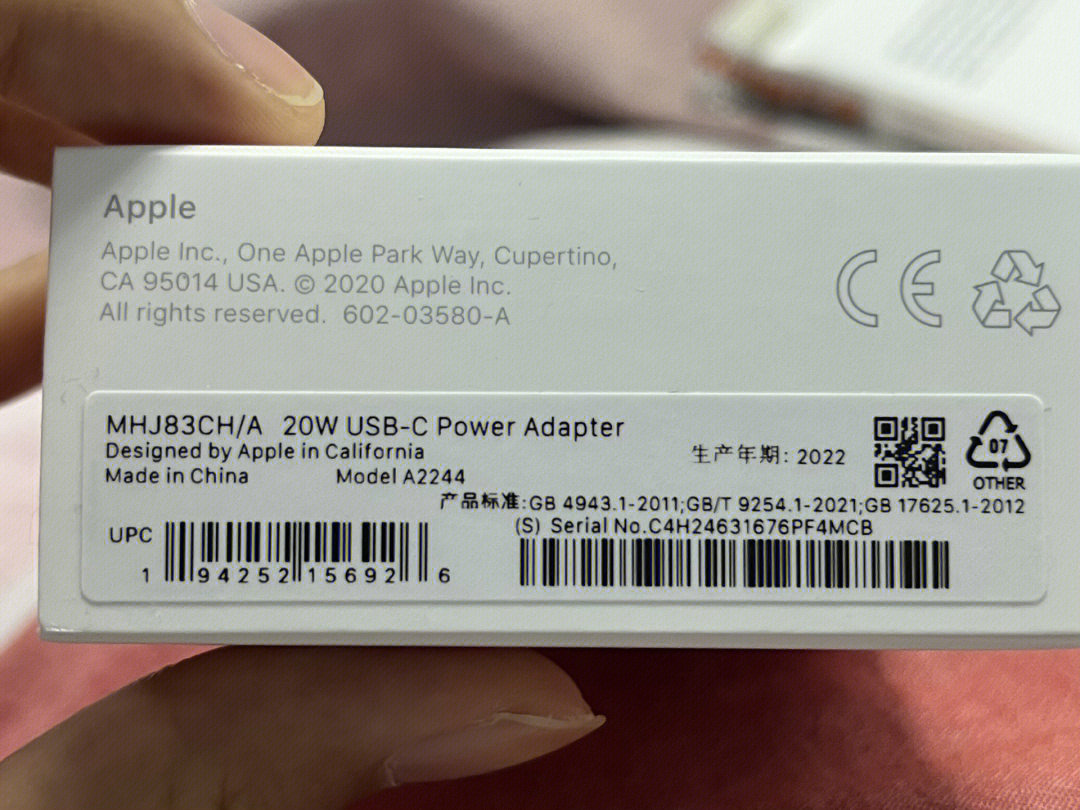 Apple
Apple Inc., One Apple Park Way, Cupertino,
CA 95014 USA. © 2020 Apple Inc.
All rights reserved. 602-03580-A
CE
MHJ83CH/A 20W USB-C Power Adapter
Designed by Apple in California
Made in China Model A2244
生产年期: 2022
07
OTHER
产品标准:GB 4943.1-2011;GB/T 9254.1-2021;GB 17625.1-2012
(S) Serial No.C4H24631676PF4MCB
UPC
1 94252 15692 6